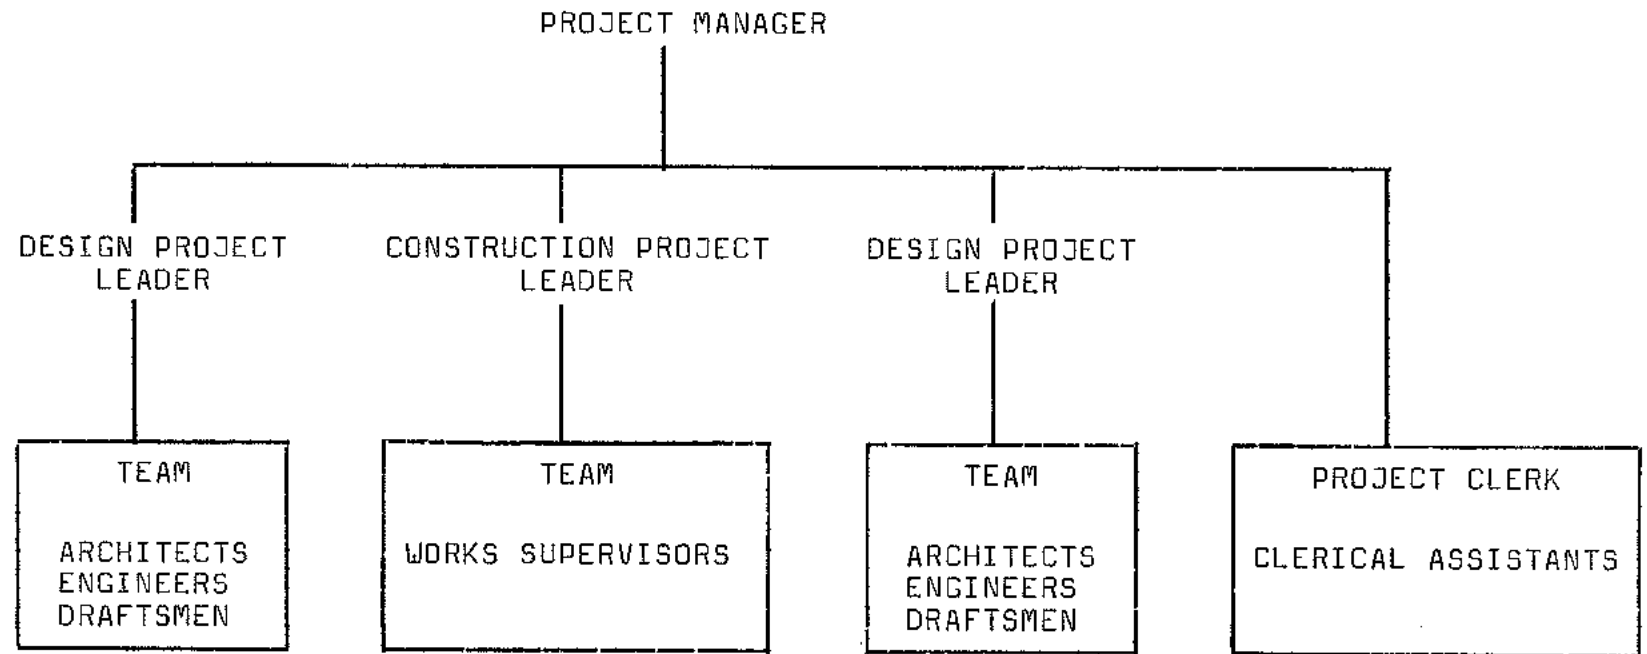 PROJECT MANAGER
DESIGN PROJECT
LEADER
CONSTRUCTION PROJECT
LEADER
DESIGN PROJECT
LEADER
TEAM
ARCHITECTS
ENGINEERS
DRAFTSMEN
TEAM
WORKS SUPERVISORS
TEAM
ARCHITECTS
ENGINEERS
DRAFTSMEN
PROJECT CLERK
CLERICAL ASSISTANTS